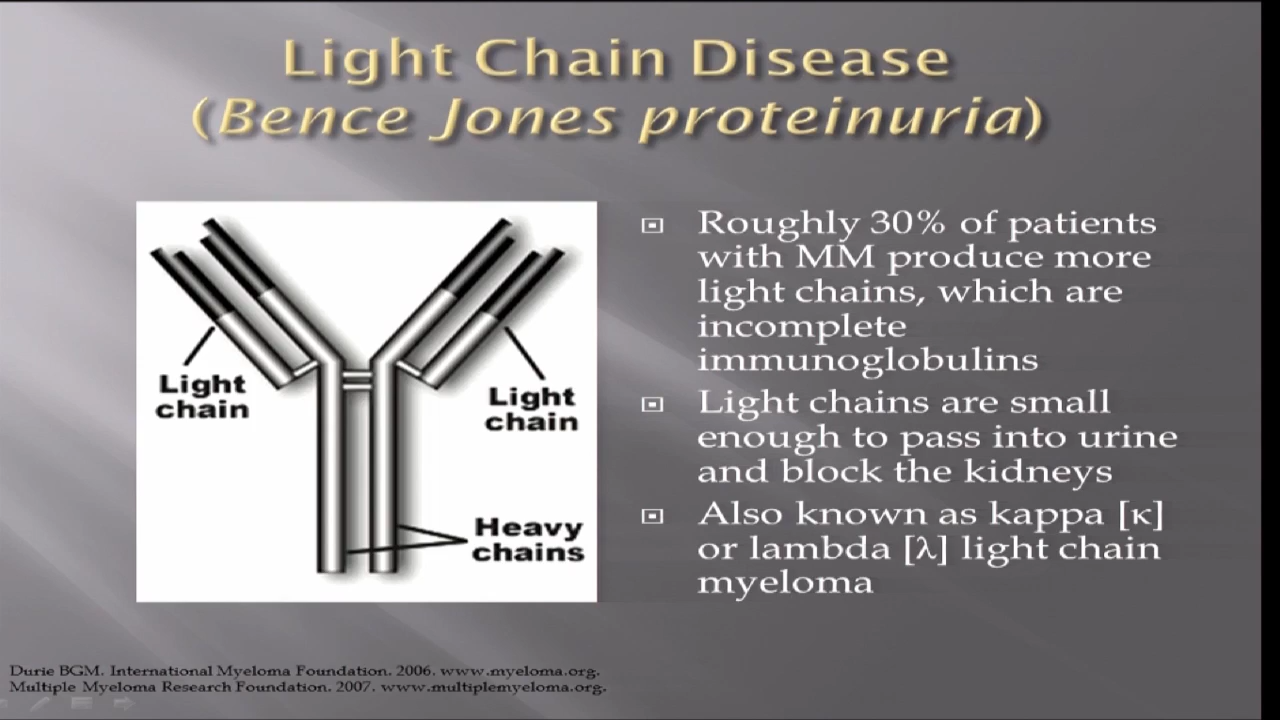 Light Chain Disease
(Bence Jones proteinuria)
Light
chain
Light
chain
Heavy
chains
Roughly 30% of patients
with MM produce more
light chains, which are
incomplete
immunoglobulins
Light chains are small
enough to pass into urine
and block the kidneys
Also known as kappa [κ]
or lambda [λ] light chain
myeloma
Durie BGM. International Myeloma Foundation. 2006. www.myeloma.org.
Multiple Myeloma Research Foundation. 2007. www.multiplemyeloma.org.